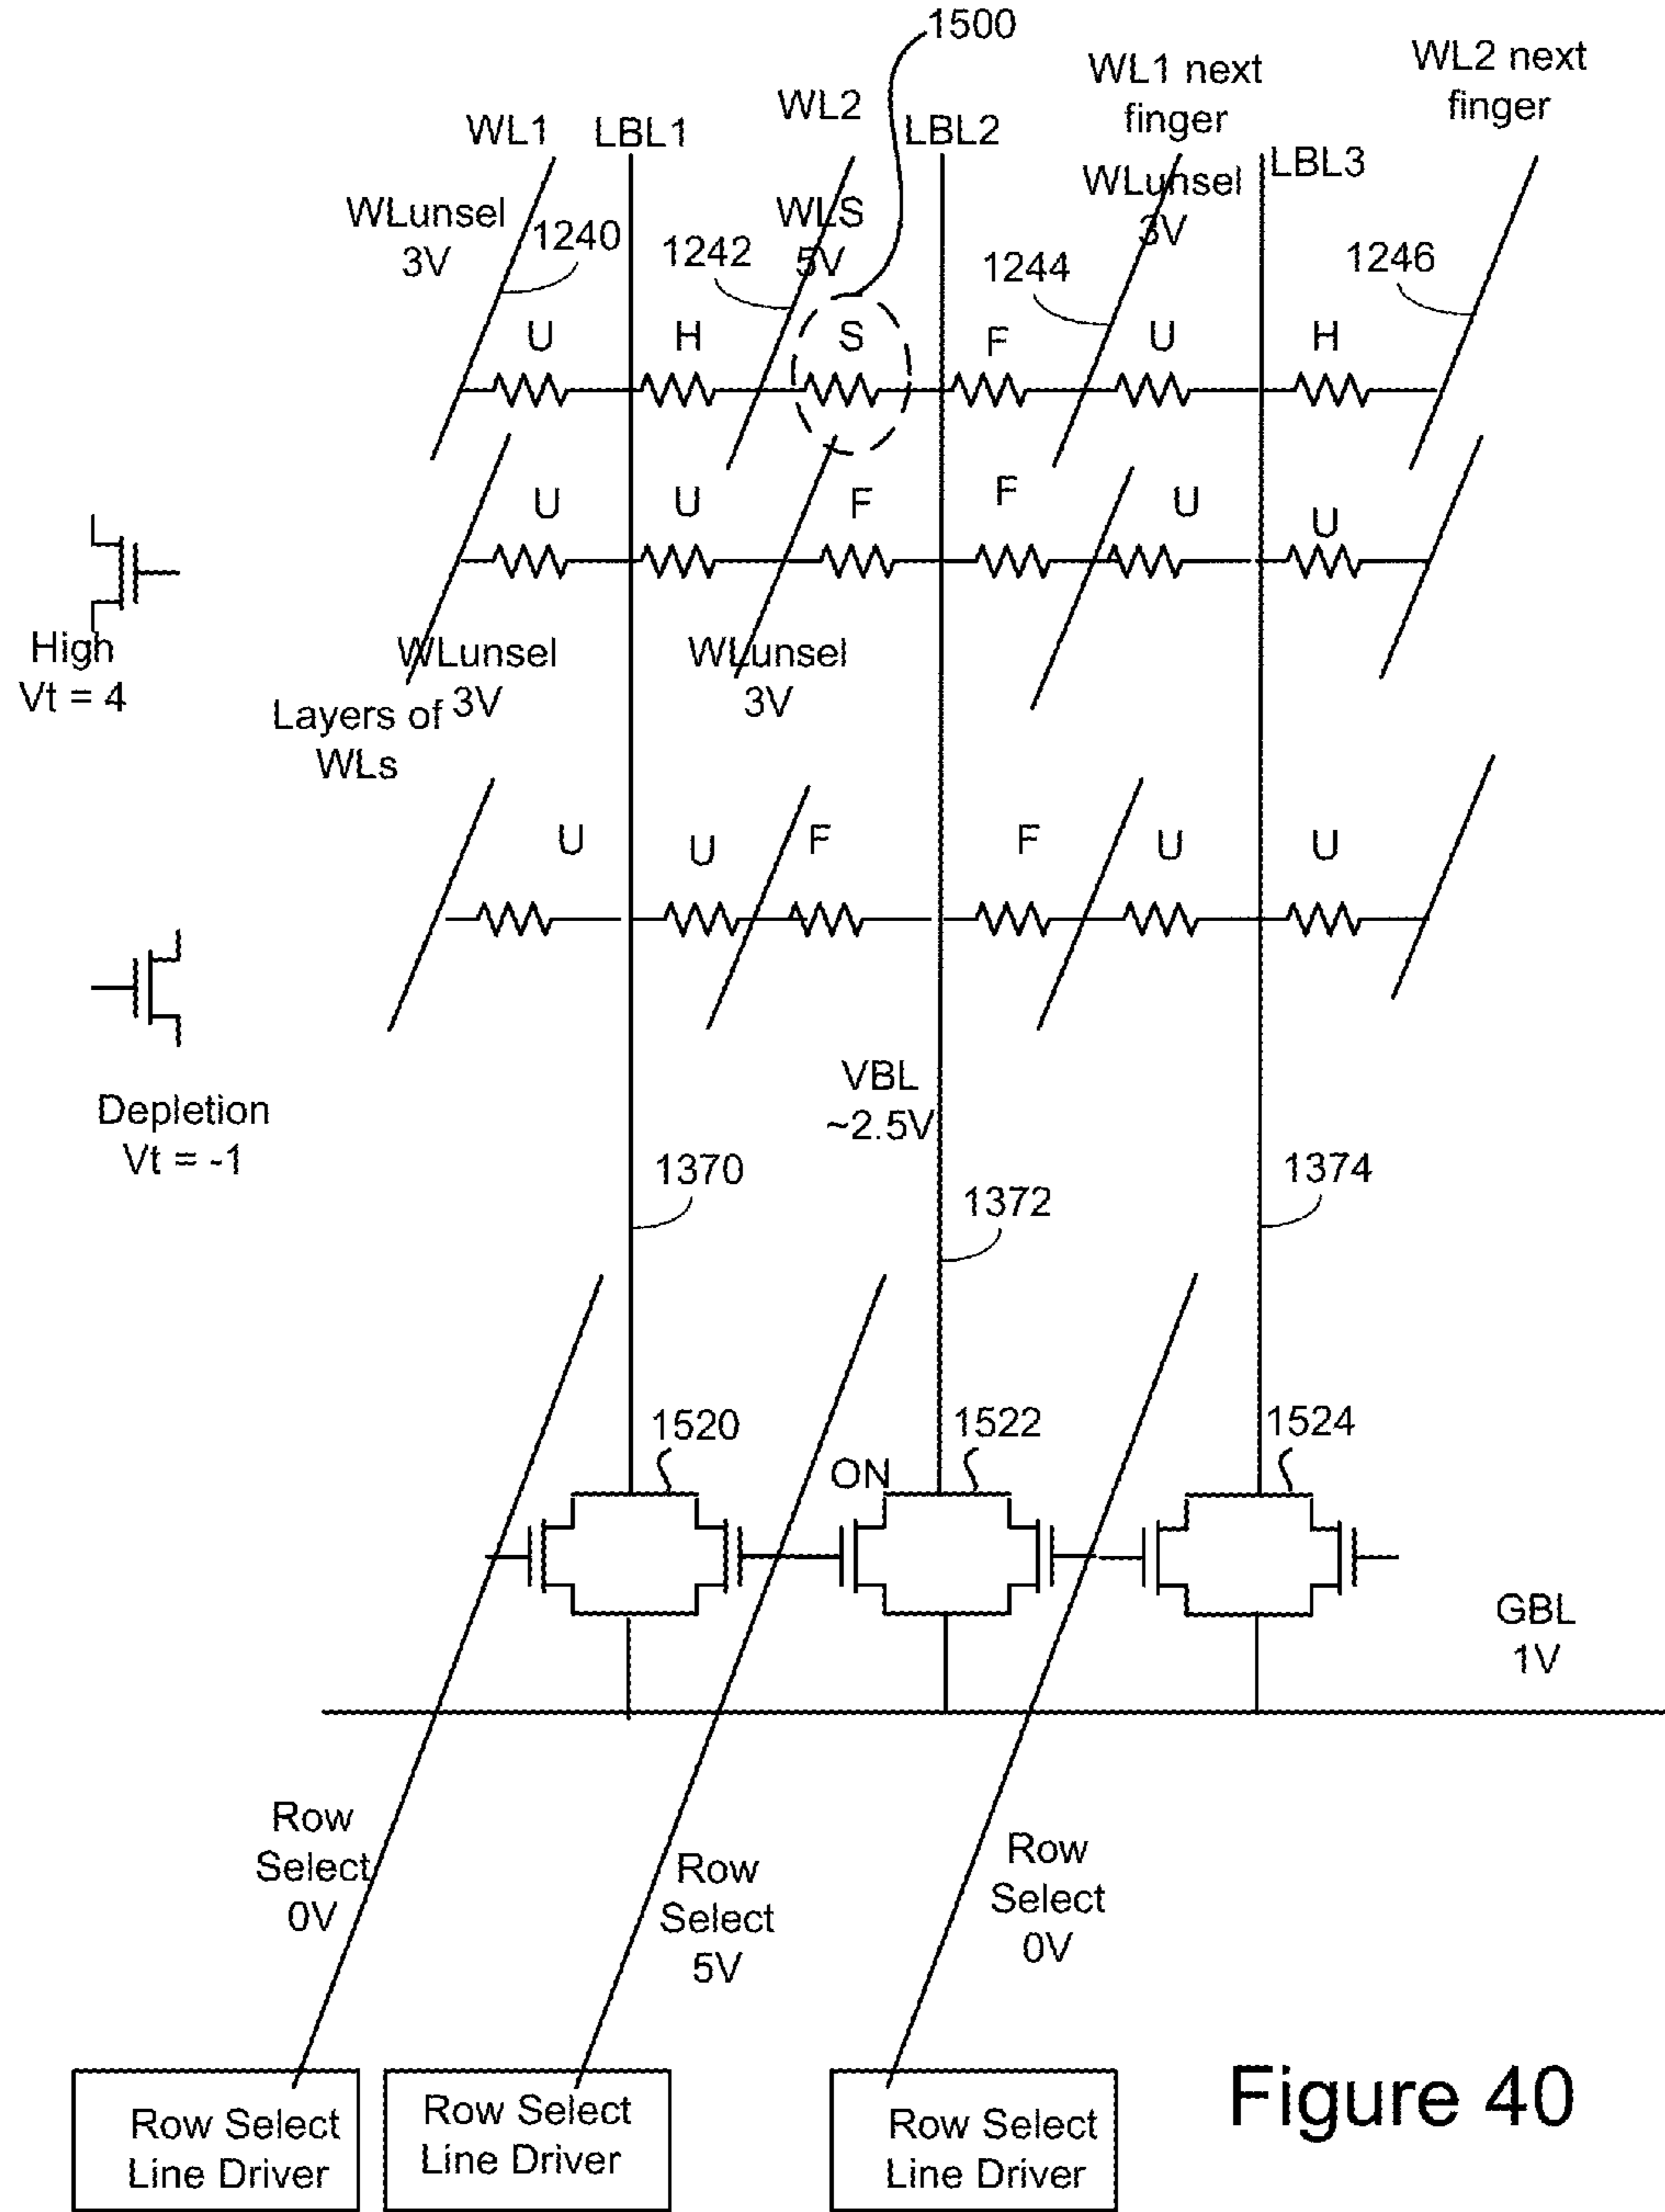 1500
WL1
LBL1
WL2
LBL2
WL1 next
finger
WL2 next
finger
LBL3
WLunsel
3V
1240
1242
WLS
5V
WLunsel
3V
1244
1246
U
H
S
F
U
H
U
U
F
F
U
U
High
Vt = 4
WLunsel
3V
WLunsel
3V
Layers of
WLs
U
U
F
F
U
U
Depletion
Vt = -1
VBL
~2.5V
1370
1372
1374
1520
ON
1522
1524
GBL
1V
Row
Select
0V
Row
Select
5V
Row
Select
0V
Row Select
Line Driver
Row Select
Line Driver
Row Select
Line Driver
Figure 40